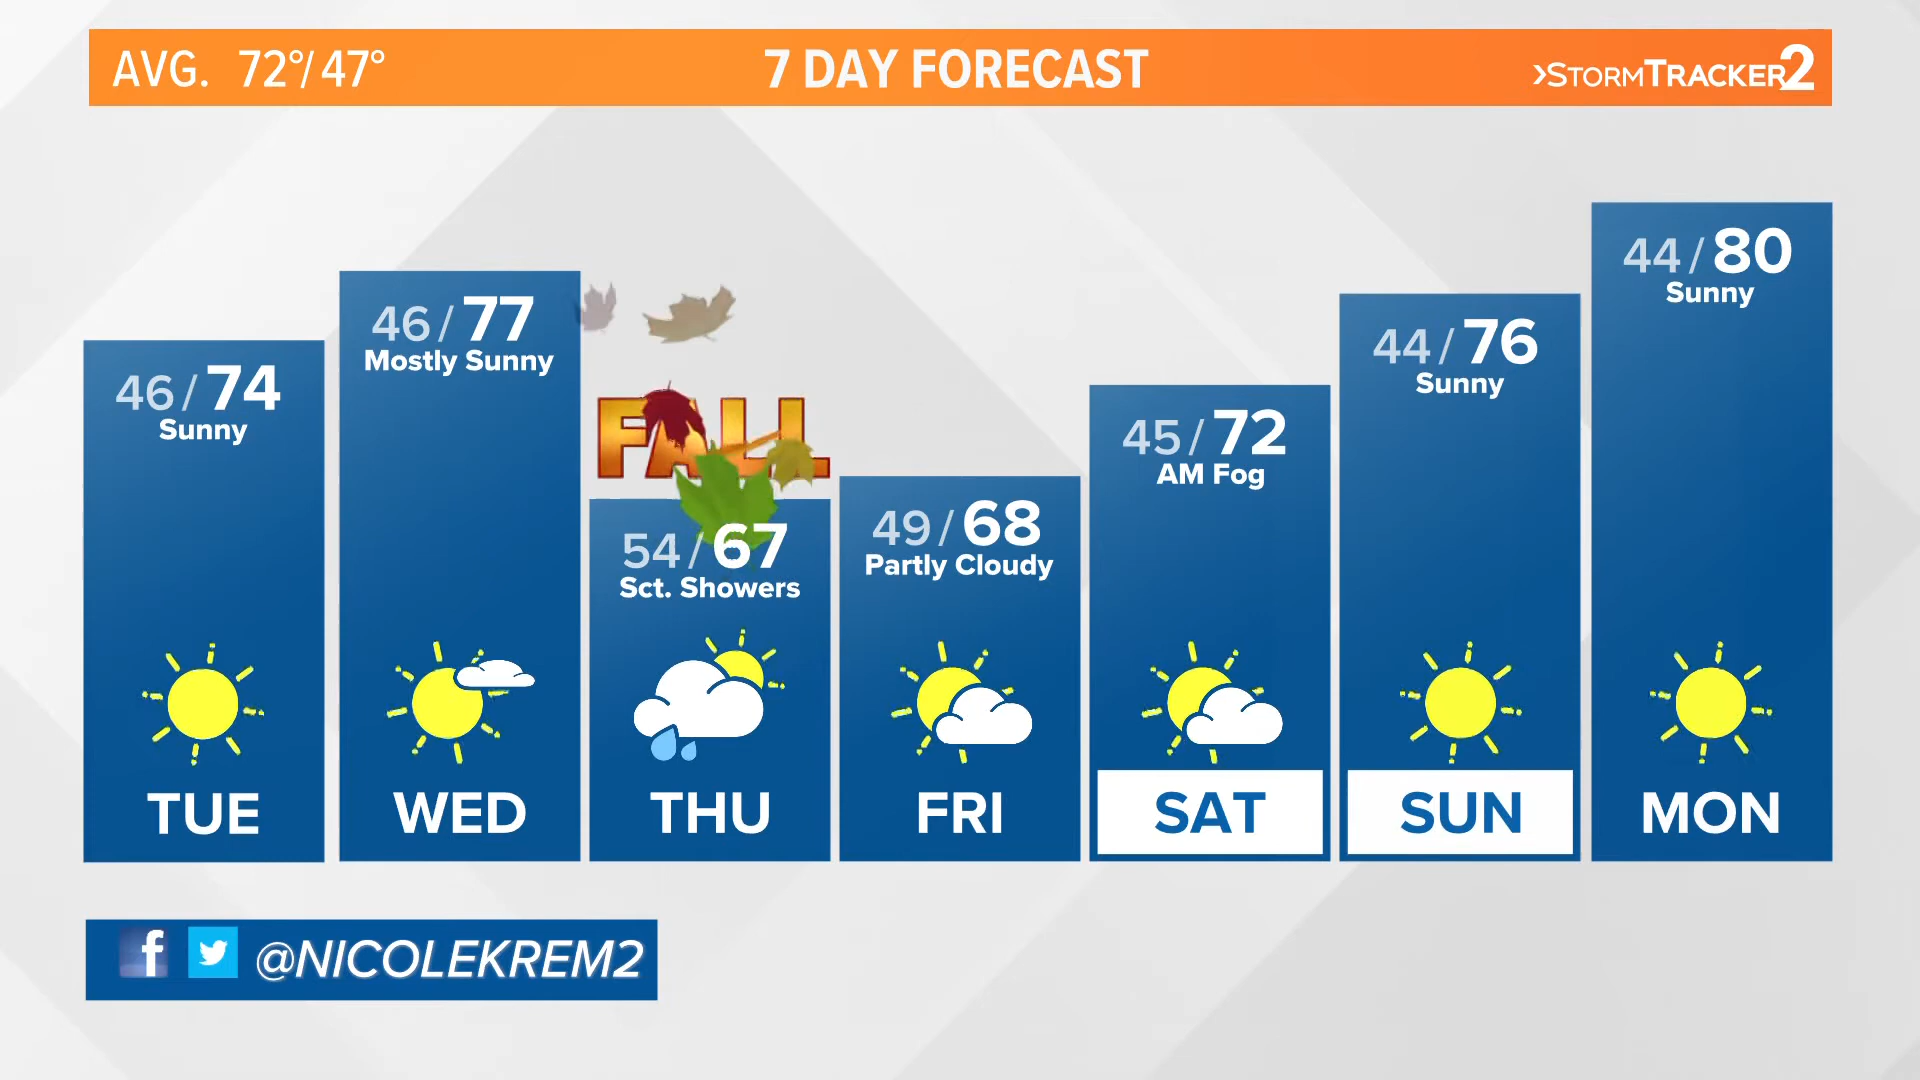 AVG. 72°/47°
7 DAY FORECAST
STORMTRACKER2
46/74
Sunny
TUE
46/77
Mostly Sunny
WED
FALL
54/67
Sct. Showers
THU
49/68
Partly Cloudy
FRI
45/72
AM Fog
SAT
44/76
Sunny
SUN
44/80
Sunny
MON
f @NICOLEKREM2